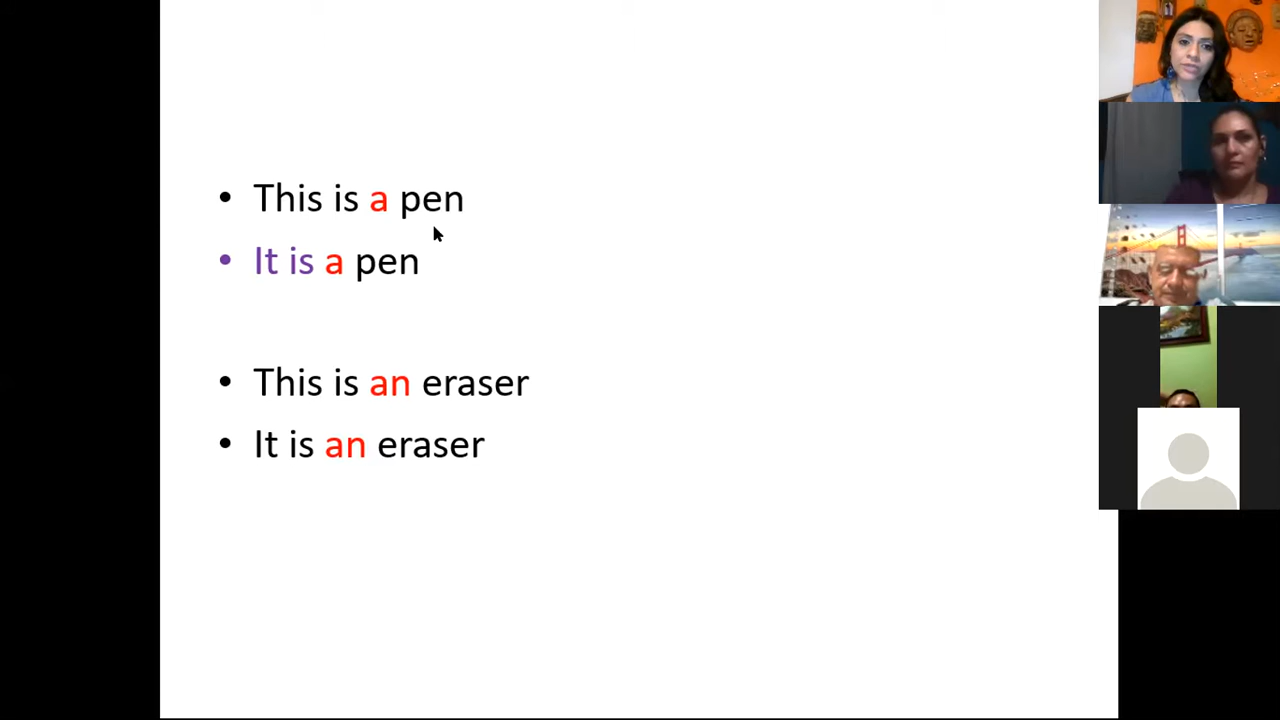 • This is a pen
• It is a pen
• This is an eraser
• It is an eraser